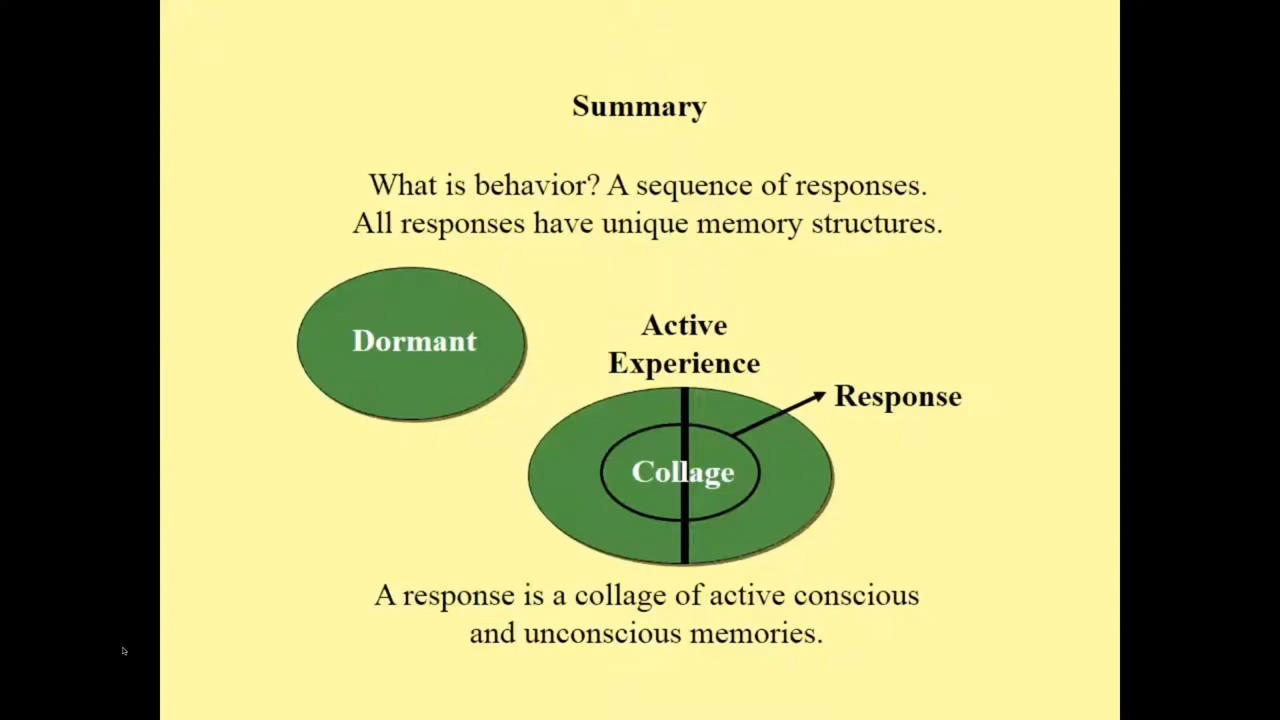 Summary
What is behavior? A sequence of responses.
All responses have unique memory structures.
Dormant
Active
Experience
Response
Collage
A response is a collage of active conscious
and unconscious memories.